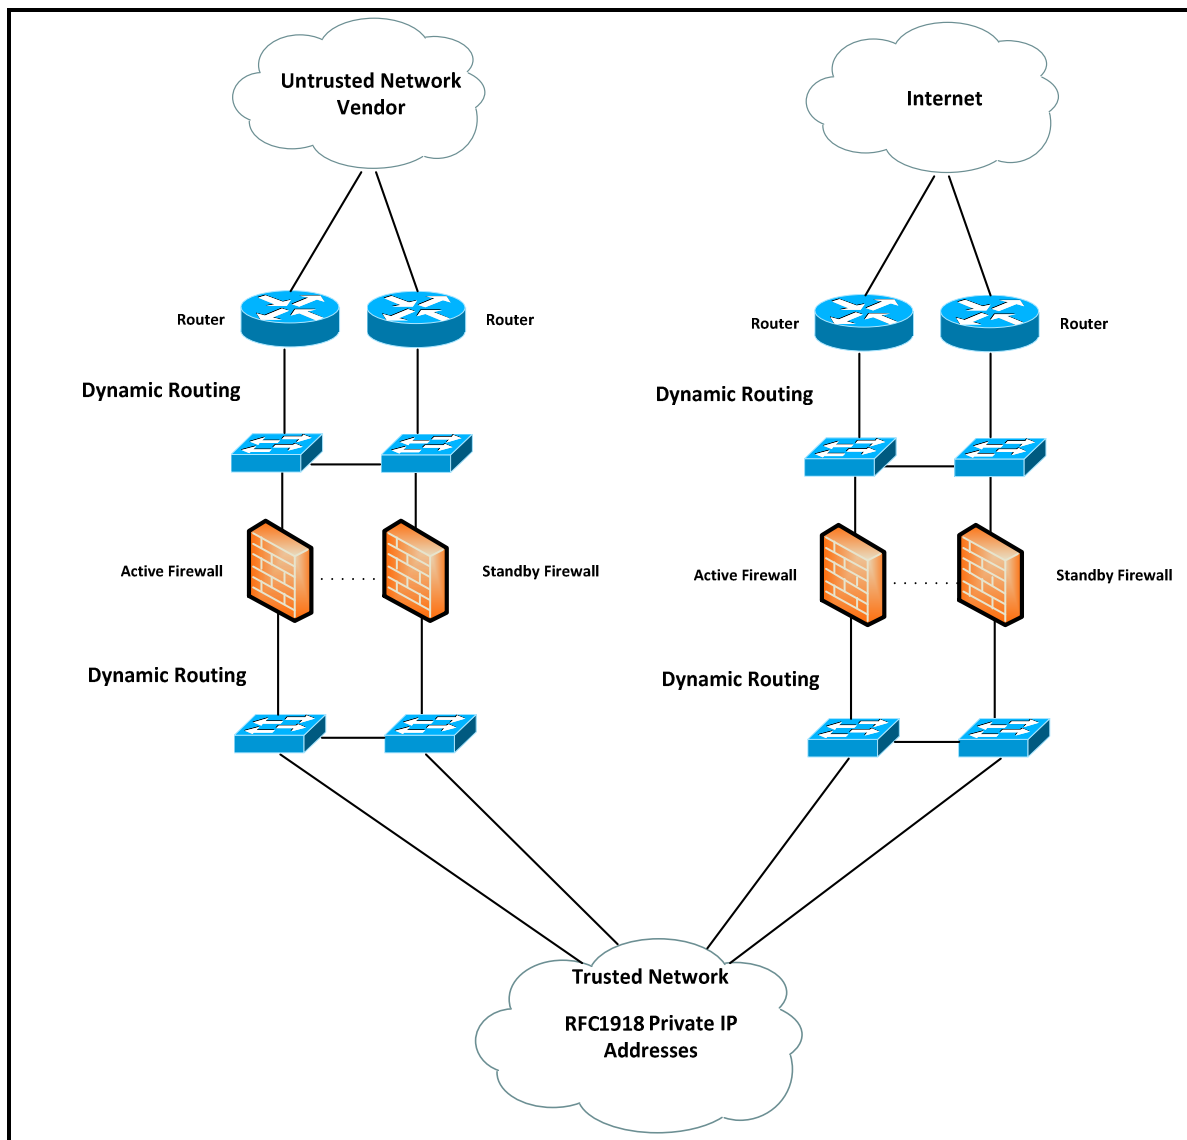 Untrusted Network
Vendor
Internet
Router
Router
Router
Router
Dynamic Routing
Dynamic Routing
Active Firewall
Standby Firewall
Active Firewall
Standby Firewall
Dynamic Routing
Dynamic Routing
Trusted Network
RFC1918 Private IP
Addresses